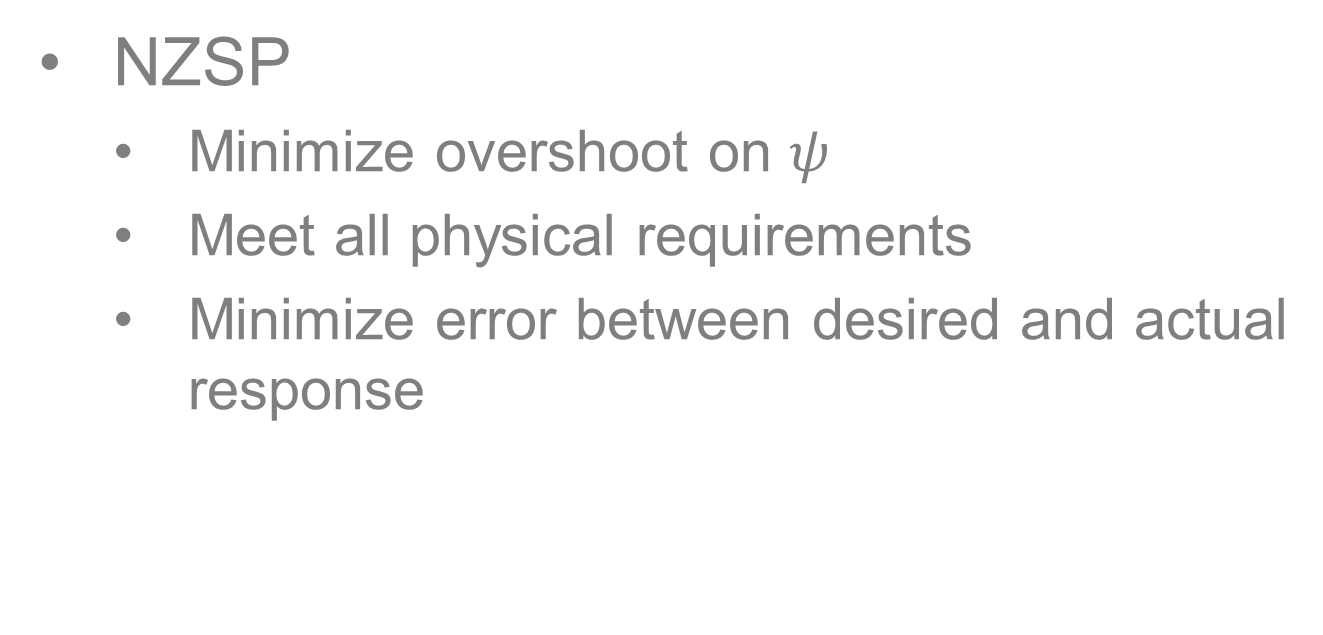 • NZSP
• Minimize overshoot on 𝜓
• Meet all physical requirements
• Minimize error between desired and actual
response